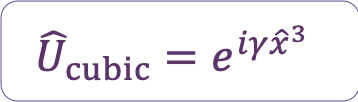 Û_cubic = e^{iγx̂^3}